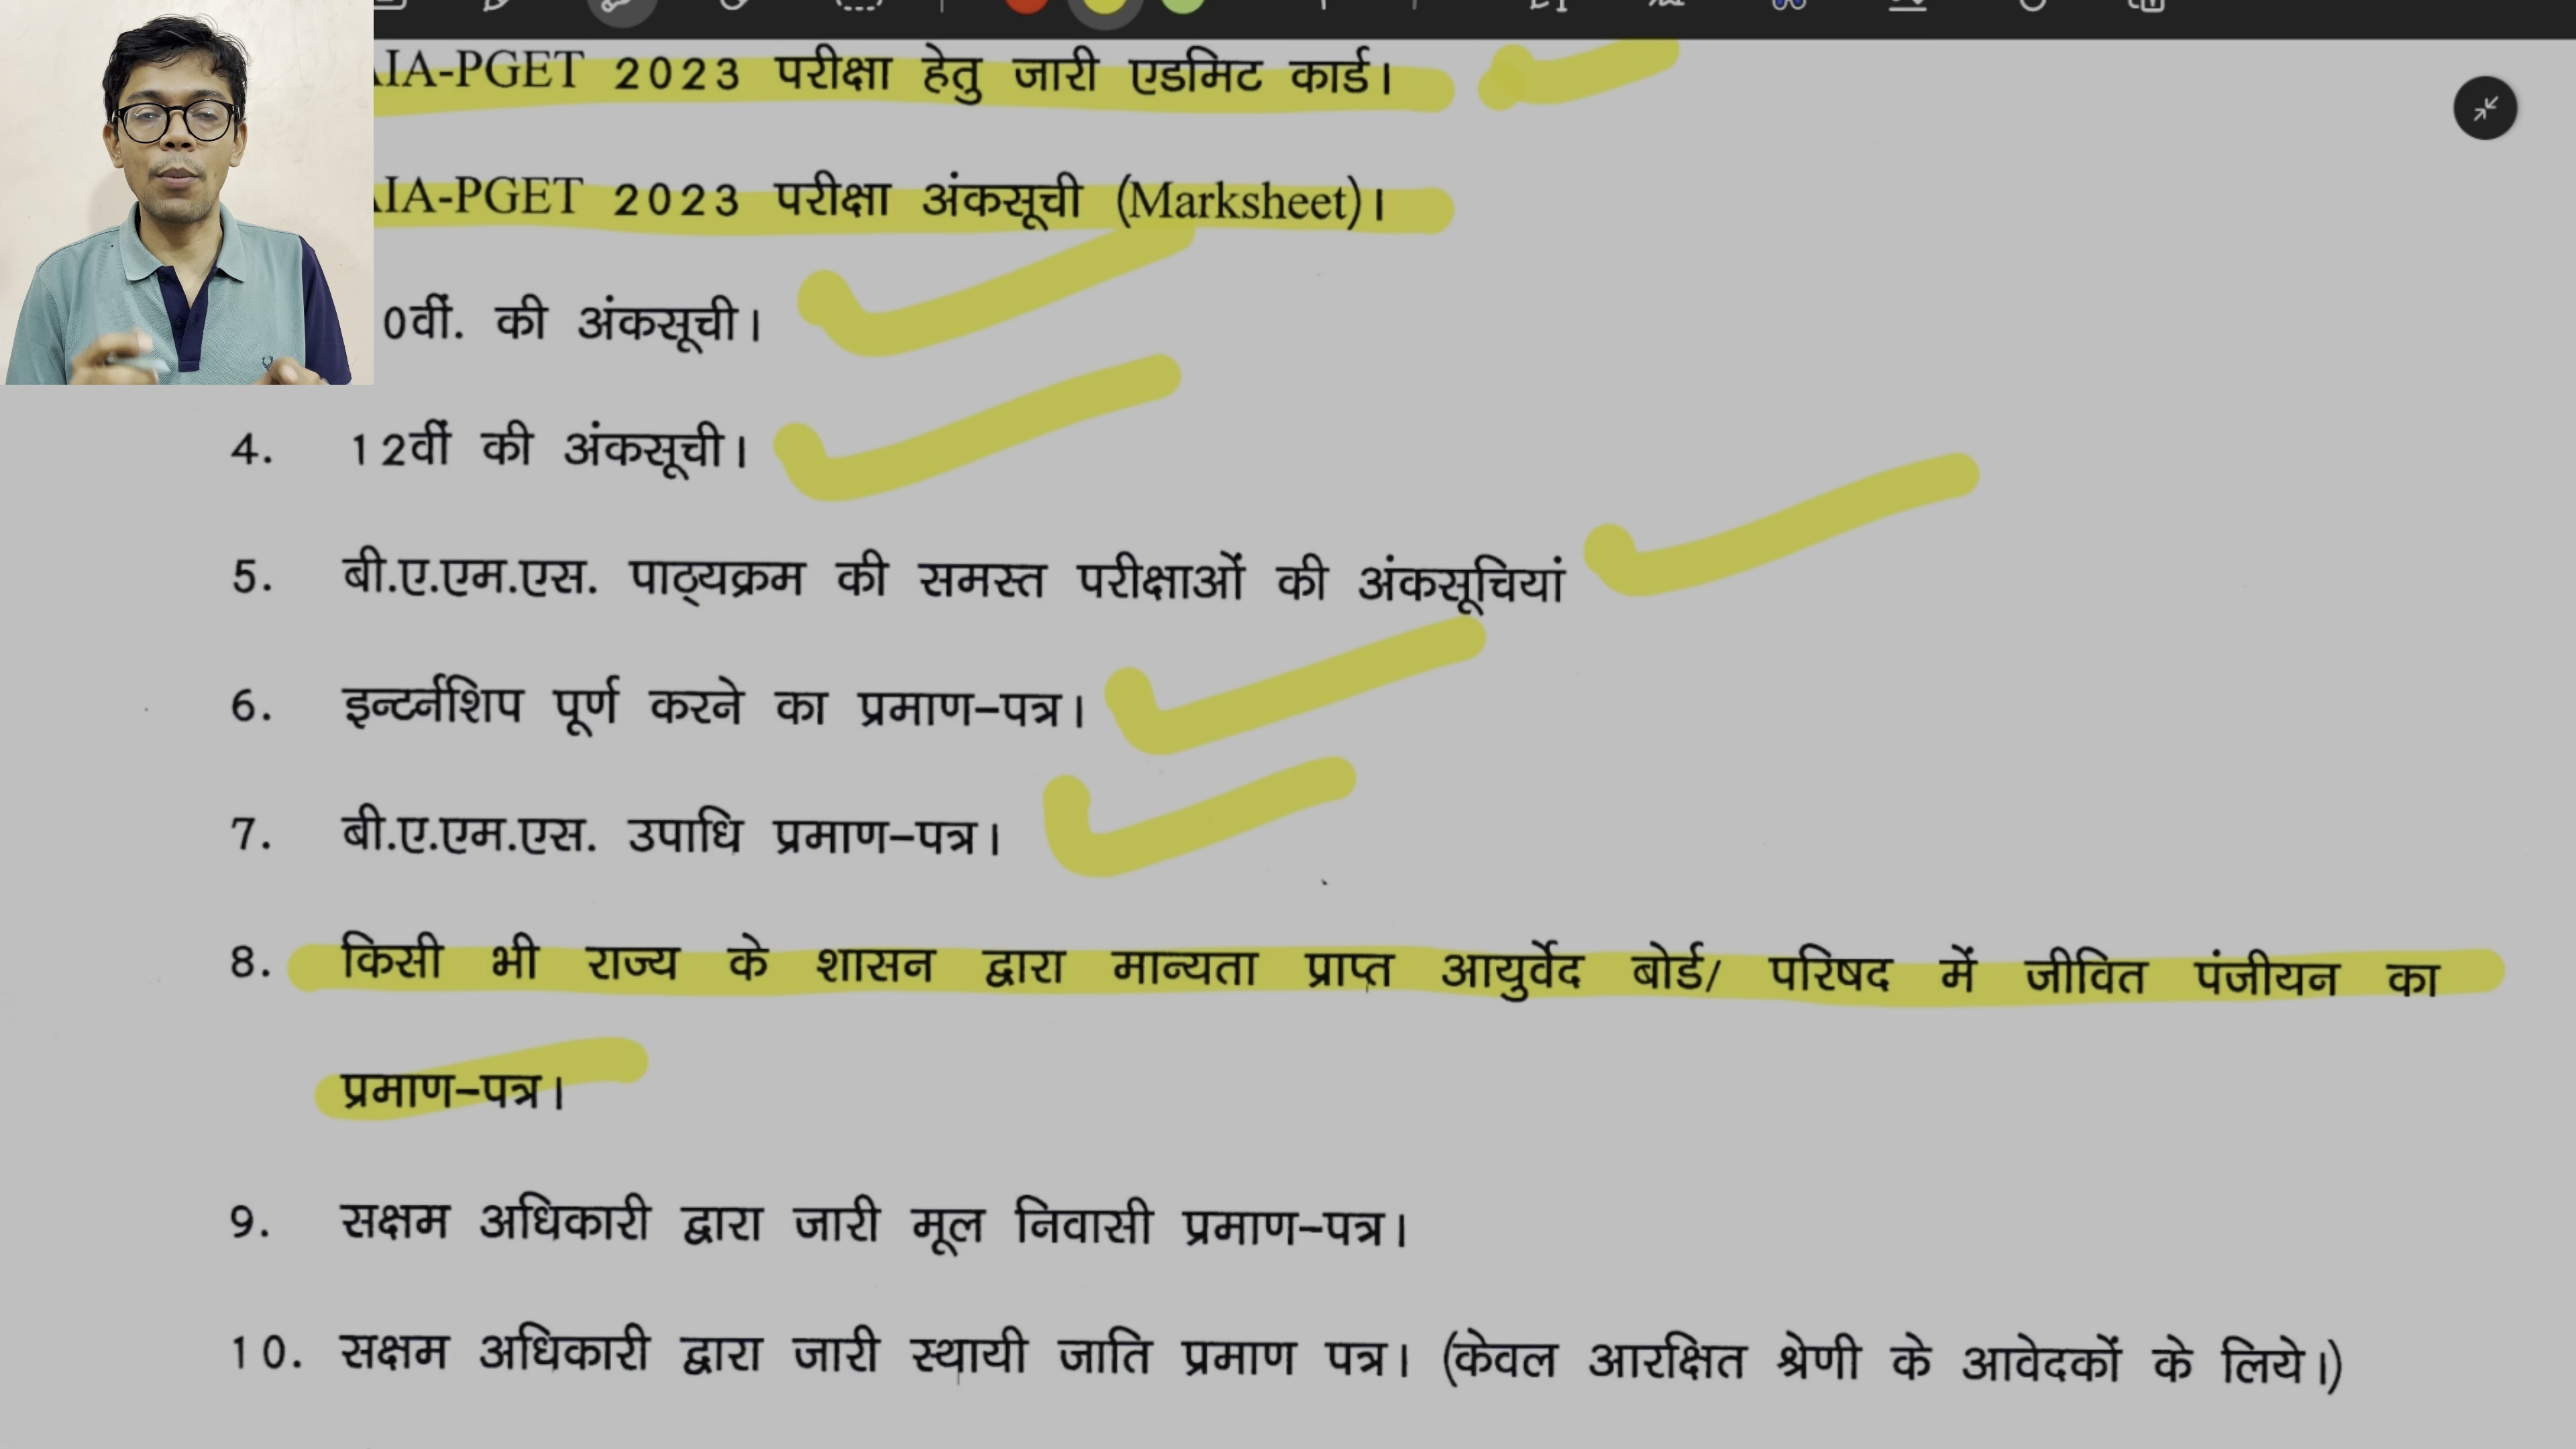 AIA-PGET 2023 परीक्षा हेतु जारी एडमिट कार्ड।
AIA-PGET 2023 परीक्षा अंकसूची (Marksheet)।
0वीं. की अंकसूची।
4. 12वीं की अंकसूची।
5. बी.ए.एम.एस. पाठ्यक्रम की समस्त परीक्षाओं की अंकसूचियां
6. इन्टर्नशिप पूर्ण करने का प्रमाण-पत्र।
7. बी.ए.एम.एस. उपाधि प्रमाण-पत्र।
8. किसी भी राज्य के शासन द्वारा मान्यता प्राप्त आयुर्वेद बोर्ड/ परिषद में जीवित पंजीयन का
प्रमाण-पत्र।
9. सक्षम अधिकारी द्वारा जारी मूल निवासी प्रमाण-पत्र।
10. सक्षम अधिकारी द्वारा जारी स्थायी जाति प्रमाण पत्र। (केवल आरक्षित श्रेणी के आवेदकों के लिये।)